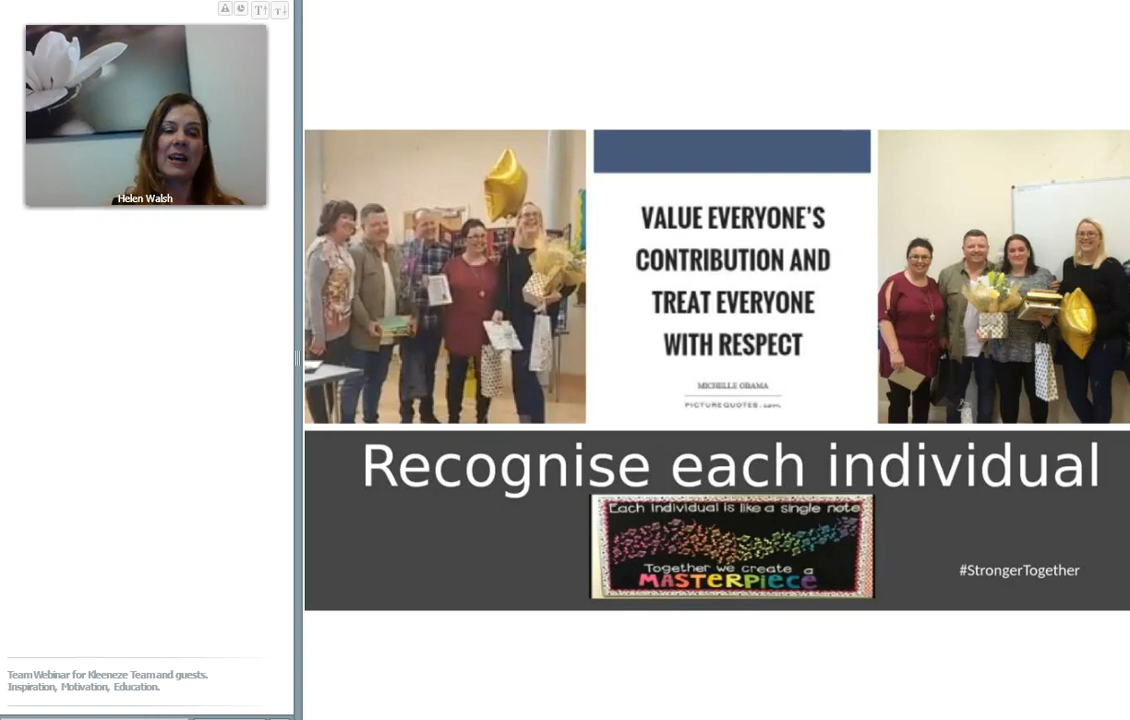 T↑ T↓
Helen Walsh
VALUE EVERYONE'S
CONTRIBUTION AND
TREAT EVERYONE
WITH RESPECT
MICHELLE OBAMA
PICTUREQUOTES.com.
Recognise each individual
Each individual is like a single note
Together we create a
MASTERPIECE
#StrongerTogether
Team Webinar for Kleeneze Team and guests.
Inspiration, Motivation, Education.